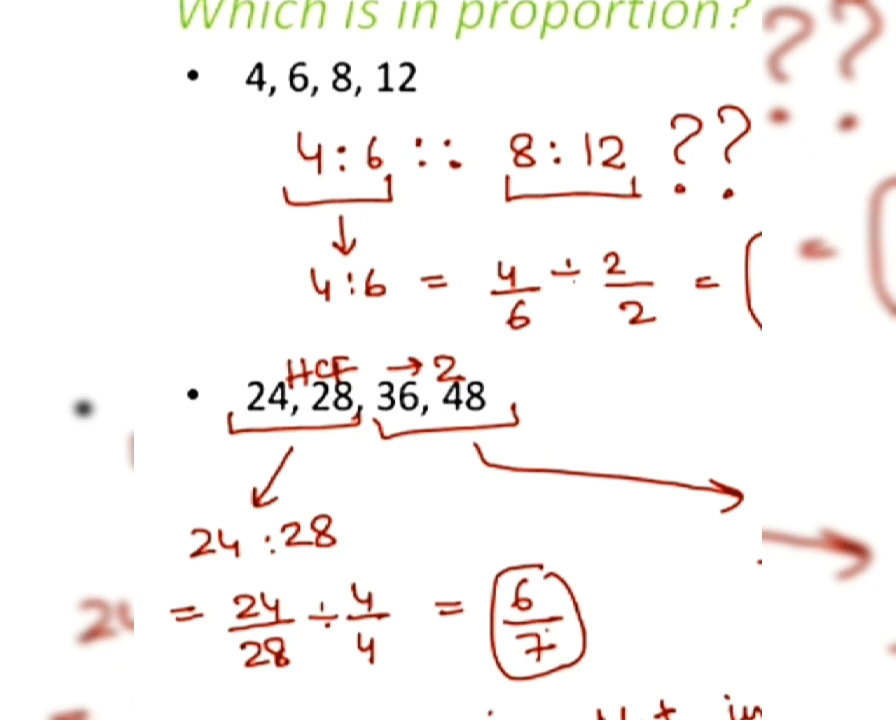 Which is in proportion?
• 4, 6, 8, 12
4 : 6 :: 8 : 12 ??
4 : 6 = 4/6 ÷ 2/2 = (
HCF → 2
• 24, 28, 36, 48
24 : 28
= 24/28 ÷ 4/4 = 6/7